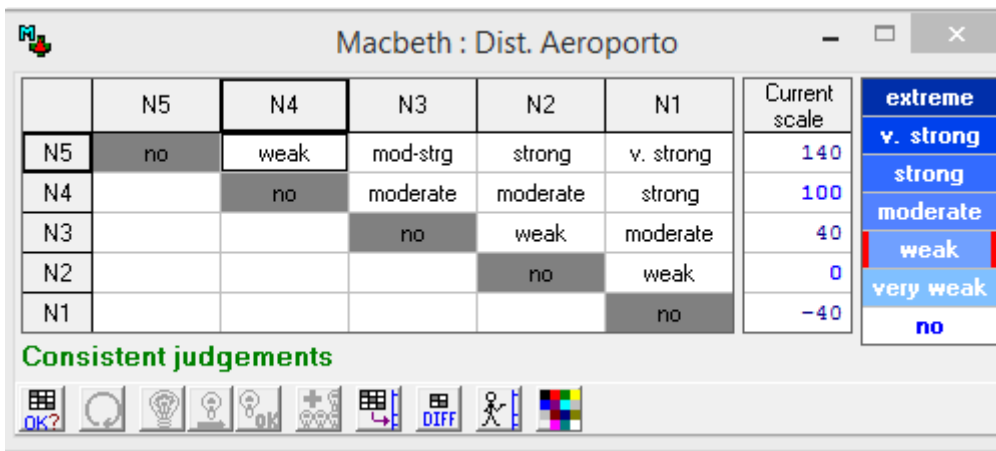 Macbeth : Dist. Aeroporto
N5 N4 N3 N2 N1 Current scale
N5 no weak mod-strg strong v. strong 140
N4 no moderate moderate strong 100
N3 no weak moderate 40
N2 no weak 0
N1 no -40
extreme
v. strong
strong
moderate
weak
very weak
no
Consistent judgements
OK? OK DIFF